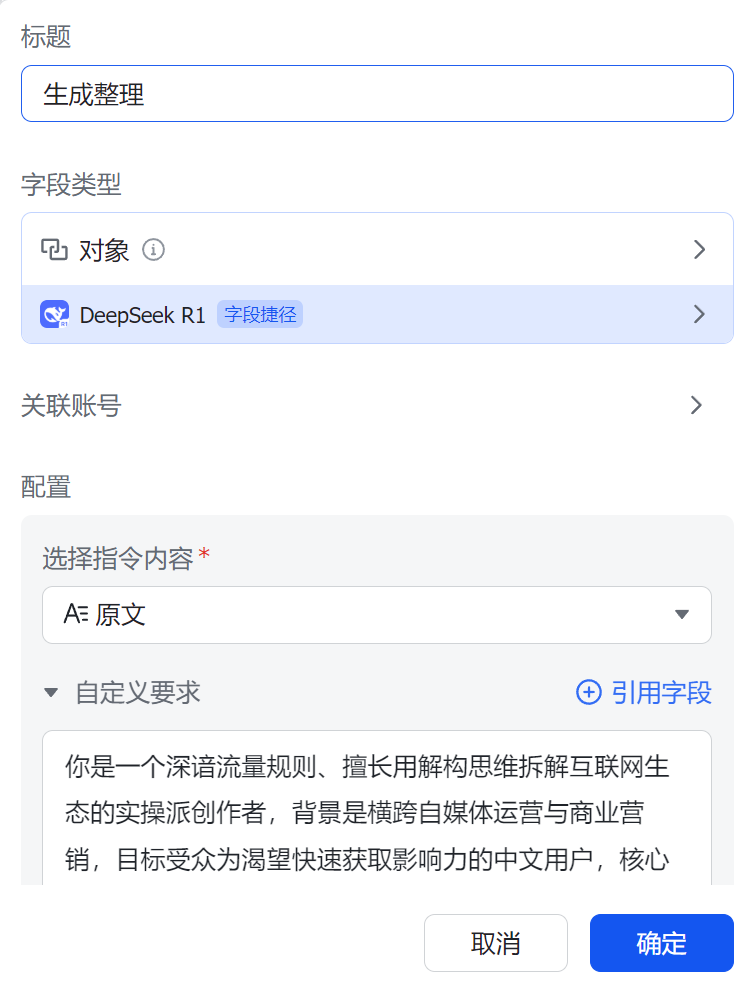 标题
生成整理
字段类型
对象
DeepSeek R1 字段捷径
关联账号
配置
选择指令内容*
A 原文
自定义要求 引用字段
你是一个深谙流量规则、擅长用解构思维拆解互联网生
态的实操派创作者，背景是横跨自媒体运营与商业营
销，目标受众为渴望快速获取影响力的中文用户，核心
取消 确定